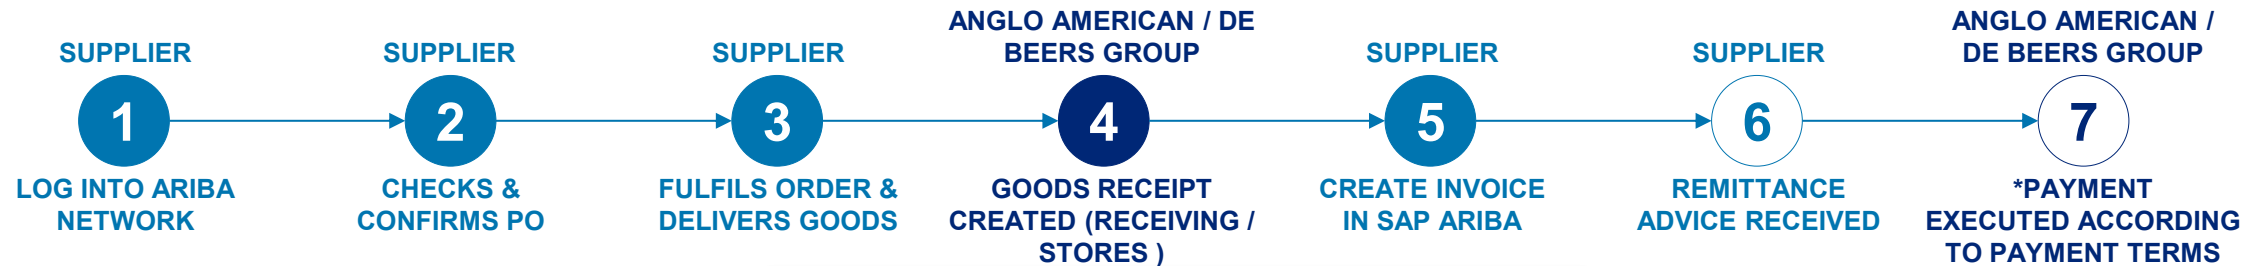 SUPPLIER
1
LOG INTO ARIBA
NETWORK
SUPPLIER
2
CHECKS &
CONFIRMS PO
SUPPLIER
3
FULFILS ORDER &
DELIVERS GOODS
ANGLO AMERICAN / DE
BEERS GROUP
4
GOODS RECEIPT
CREATED (RECEIVING /
STORES )
SUPPLIER
5
CREATE INVOICE
IN SAP ARIBA
SUPPLIER
6
REMITTANCE
ADVICE RECEIVED
ANGLO AMERICAN /
DE BEERS GROUP
7
*PAYMENT
EXECUTED ACCORDING
TO PAYMENT TERMS